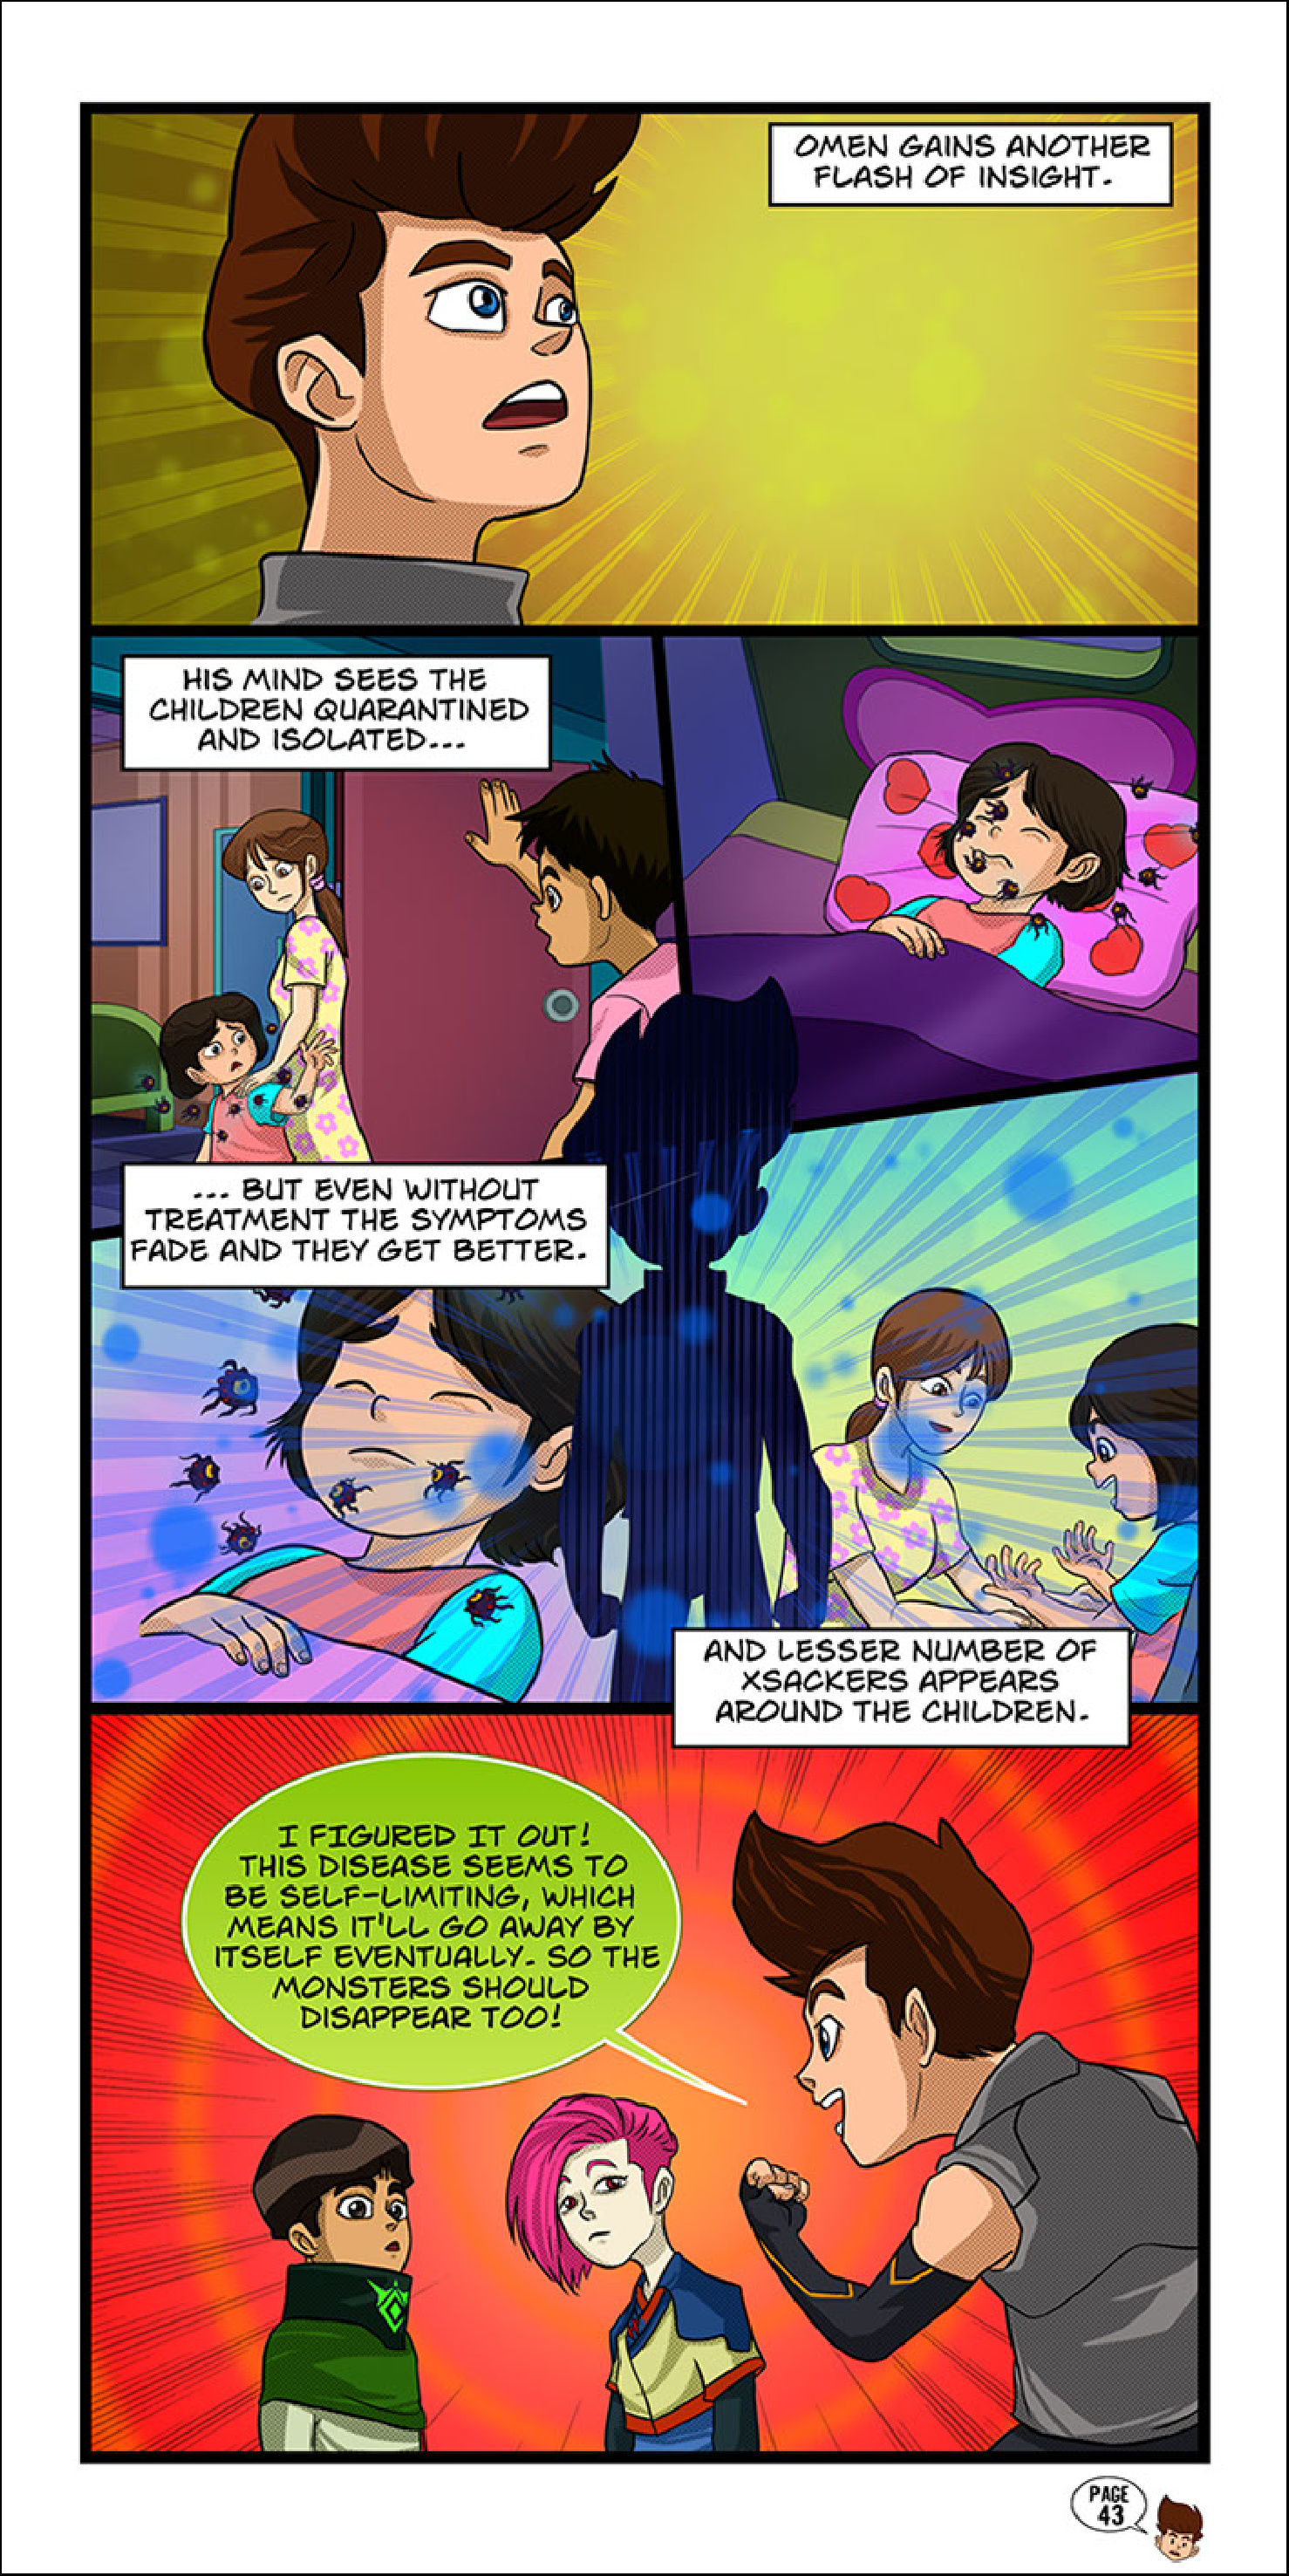 OMEN GAINS ANOTHER
FLASH OF INSIGHT.
HIS MIND SEES THE
CHILDREN QUARANTINED
AND ISOLATED...
... BUT EVEN WITHOUT
TREATMENT THE SYMPTOMS
FADE AND THEY GET BETTER.
AND LESSER NUMBER OF
XSACKERS APPEARS
AROUND THE CHILDREN.
I FIGURED IT OUT!
THIS DISEASE SEEMS TO
BE SELF-LIMITING, WHICH
MEANS IT'LL GO AWAY BY
ITSELF EVENTUALLY. SO THE
MONSTERS SHOULD
DISAPPEAR TOO!
PAGE
43